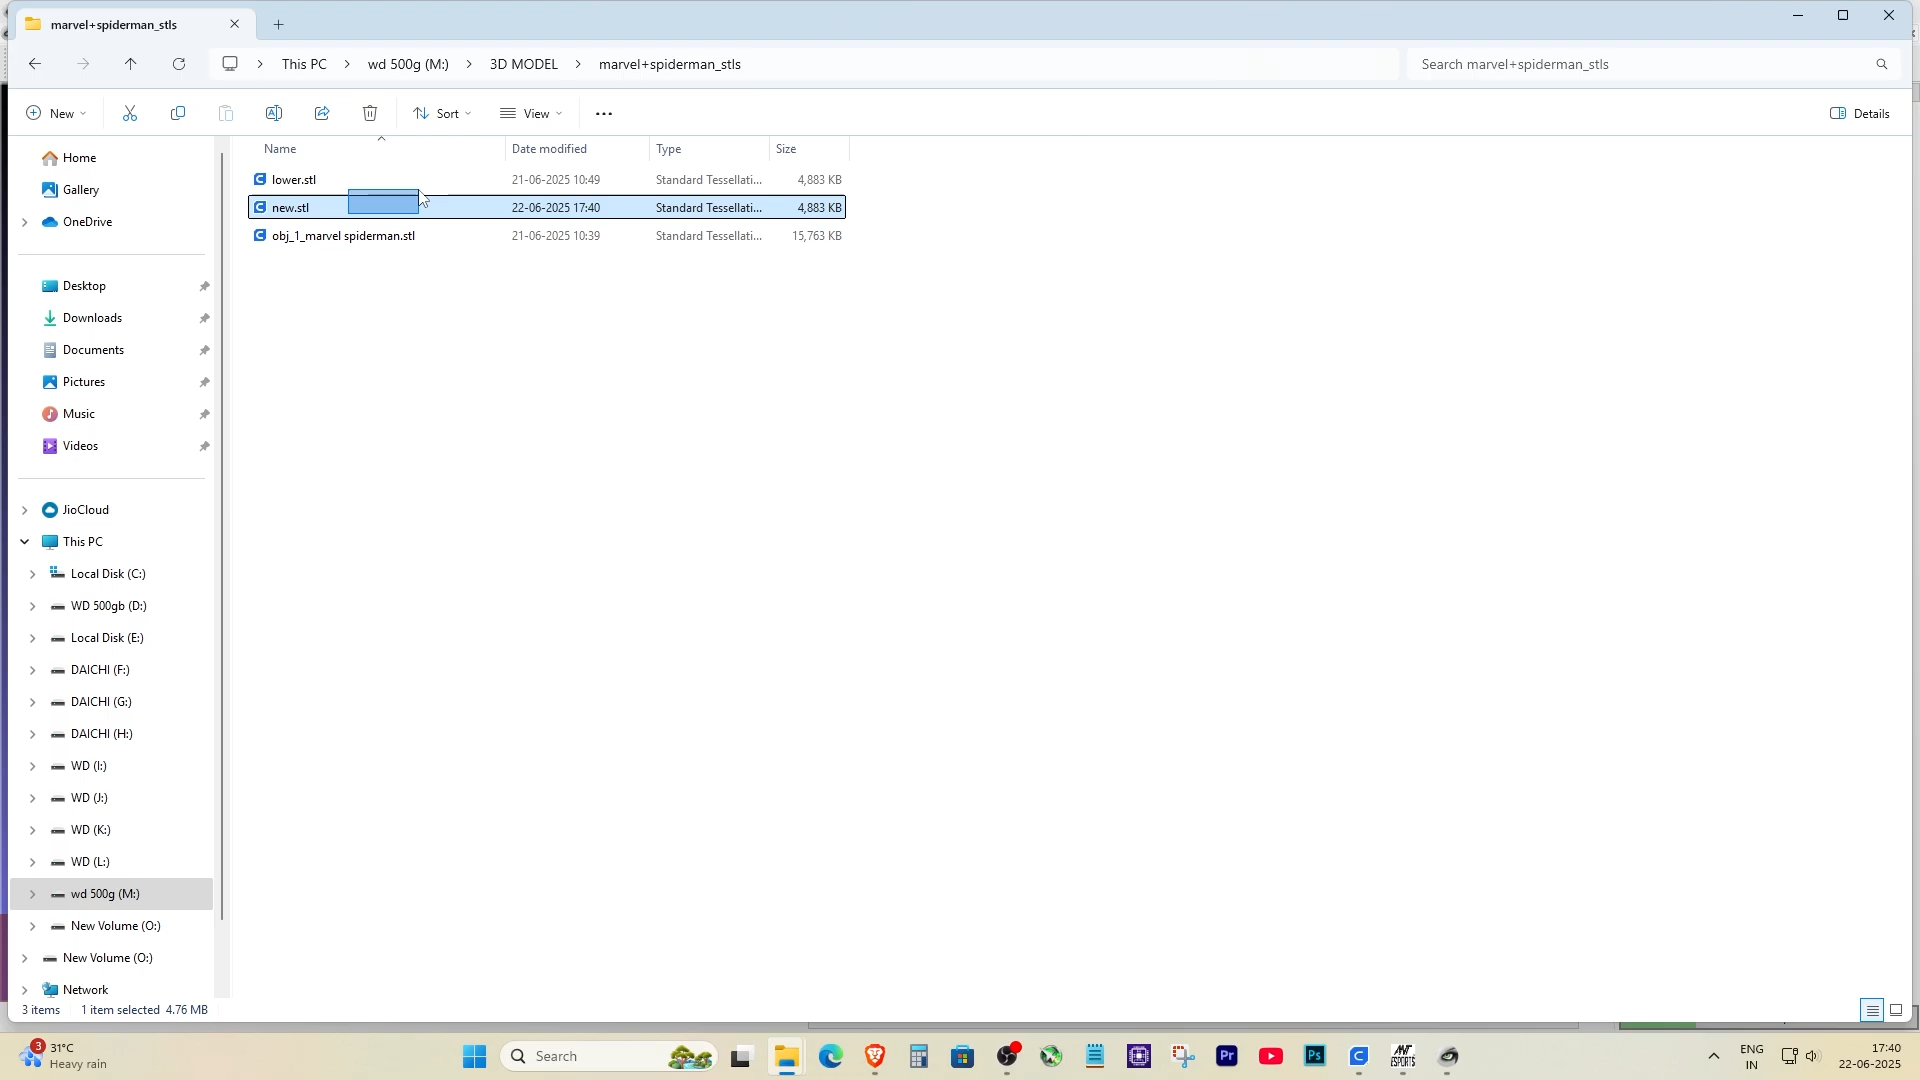 marvel+spiderman_stls
This PC
wd 500g (M:)
3D MODEL
marvel+spiderman_stls
Search marvel+spiderman_stls
New
Sort
View
Details
Name
Date modified
Type
Size
lower.stl 21-06-2025 10:49 Standard Tessellati... 4,883 KB
new.stl 22-06-2025 17:40 Standard Tessellati... 4,883 KB
obj_1_marvel spiderman.stl 21-06-2025 10:39 Standard Tessellati... 15,763 KB
Home
Gallery
OneDrive
Desktop
Downloads
Documents
Pictures
Music
Videos
JioCloud
This PC
Local Disk (C:)
WD 500gb (D:)
Local Disk (E:)
DAICHI (F:)
DAICHI (G:)
DAICHI (H:)
WD (I:)
WD (J:)
WD (K:)
WD (L:)
wd 500g (M:)
New Volume (O:)
New Volume (O:)
Network
3 items 1 item selected 4.76 MB
3
31°C
Heavy rain
Search
Pr
Ps
C
ANT
ESPORTS
ENG
IN
17:40
22-06-2025